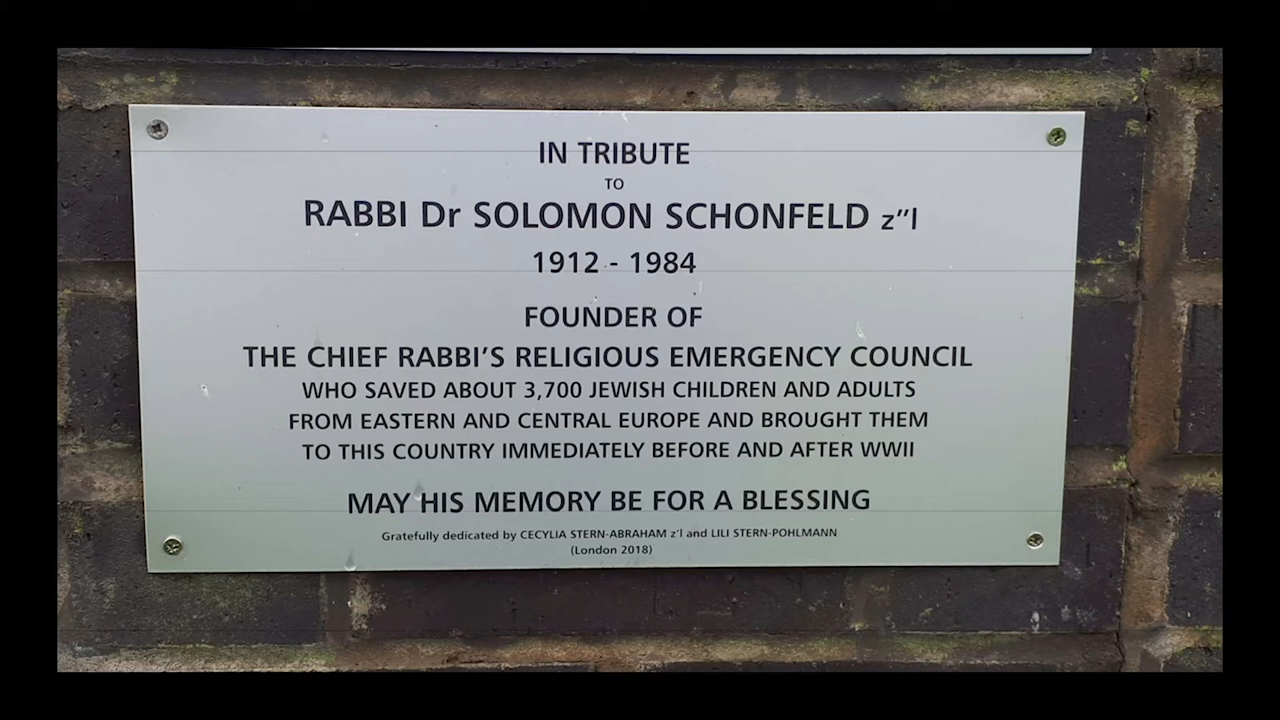 IN TRIBUTE
TO
RABBI Dr SOLOMON SCHONFELD z"l
1912 - 1984
FOUNDER OF
THE CHIEF RABBI'S RELIGIOUS EMERGENCY COUNCIL
WHO SAVED ABOUT 3,700 JEWISH CHILDREN AND ADULTS
FROM EASTERN AND CENTRAL EUROPE AND BROUGHT THEM
TO THIS COUNTRY IMMEDIATELY BEFORE AND AFTER WWII
MAY HIS MEMORY BE FOR A BLESSING
Gratefully dedicated by CECYLIA STERN-ABRAHAM z'l and LILI STERN-POHLMANN
(London 2018)